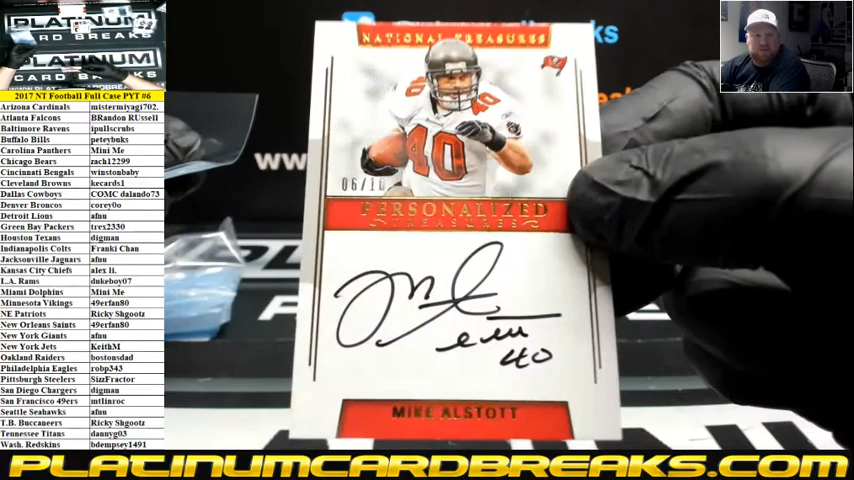 PLATINUM
CARD BREAKS
2017 NT Football Full Case PYT #6
Arizona Cardinals mistermiyagi702.
Atlanta Falcons BRandon RUssell
Baltimore Ravens ipullscrubs
Buffalo Bills peteybuks
Carolina Panthers Mini Me
Chicago Bears zach12299
Cincinnati Bengals winstonbaty
Cleveland Browns kecards1
Dallas Cowboys COMC dalando73
Denver Broncos corey0o
Detroit Lions afnu
Green Bay Packers trex2330
Houston Texans digman
Indianapolis Colts Franki Chan
Jacksonville Jaguars afnu
Kansas City Chiefs alex li.
L.A. Rams dukeboy07
Miami Dolphins Mini Me
Minnesota Vikings 49erfan80
NE Patriots Ricky Shgootz
New Orleans Saints 49erfan80
New York Giants afnu
New York Jets KeithM
Oakland Raiders bostonsdad
Philadelphia Eagles robp343
Pittsburgh Steelers SizzFractor
San Diego Chargers digman
San Francisco 49ers mtlinroc
Seattle Seahawks afnu
T.B. Buccaneers Ricky Shgootz
Tennessee Titans dannyg03
Wash. Redskins bdempsey1491
NATIONAL TREASURES
40
40
40
06/10
PERSONALIZED
TREASURES
40
MIKE ALSTOTT
www
PLATINUMCARDBREAKS.COM